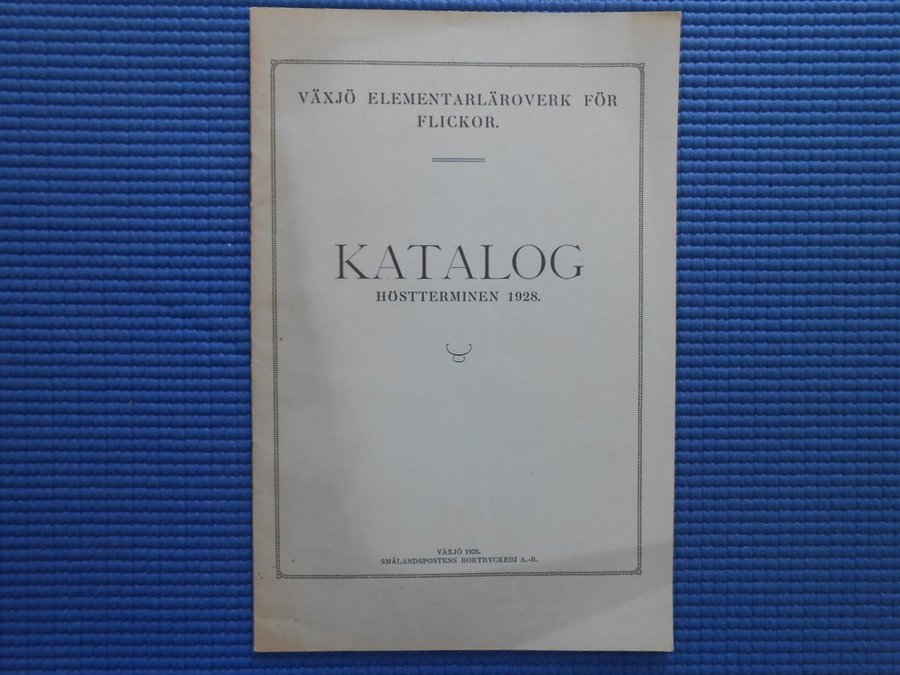 VÄXJÖ ELEMENTARLÄROVERK FÖR
FLICKOR.
KATALOG
HÖSTTERMINEN 1928.
VÄXJÖ 1928.
SMÅLANDSPOSTENS BOKTRYCKERI A.-B.